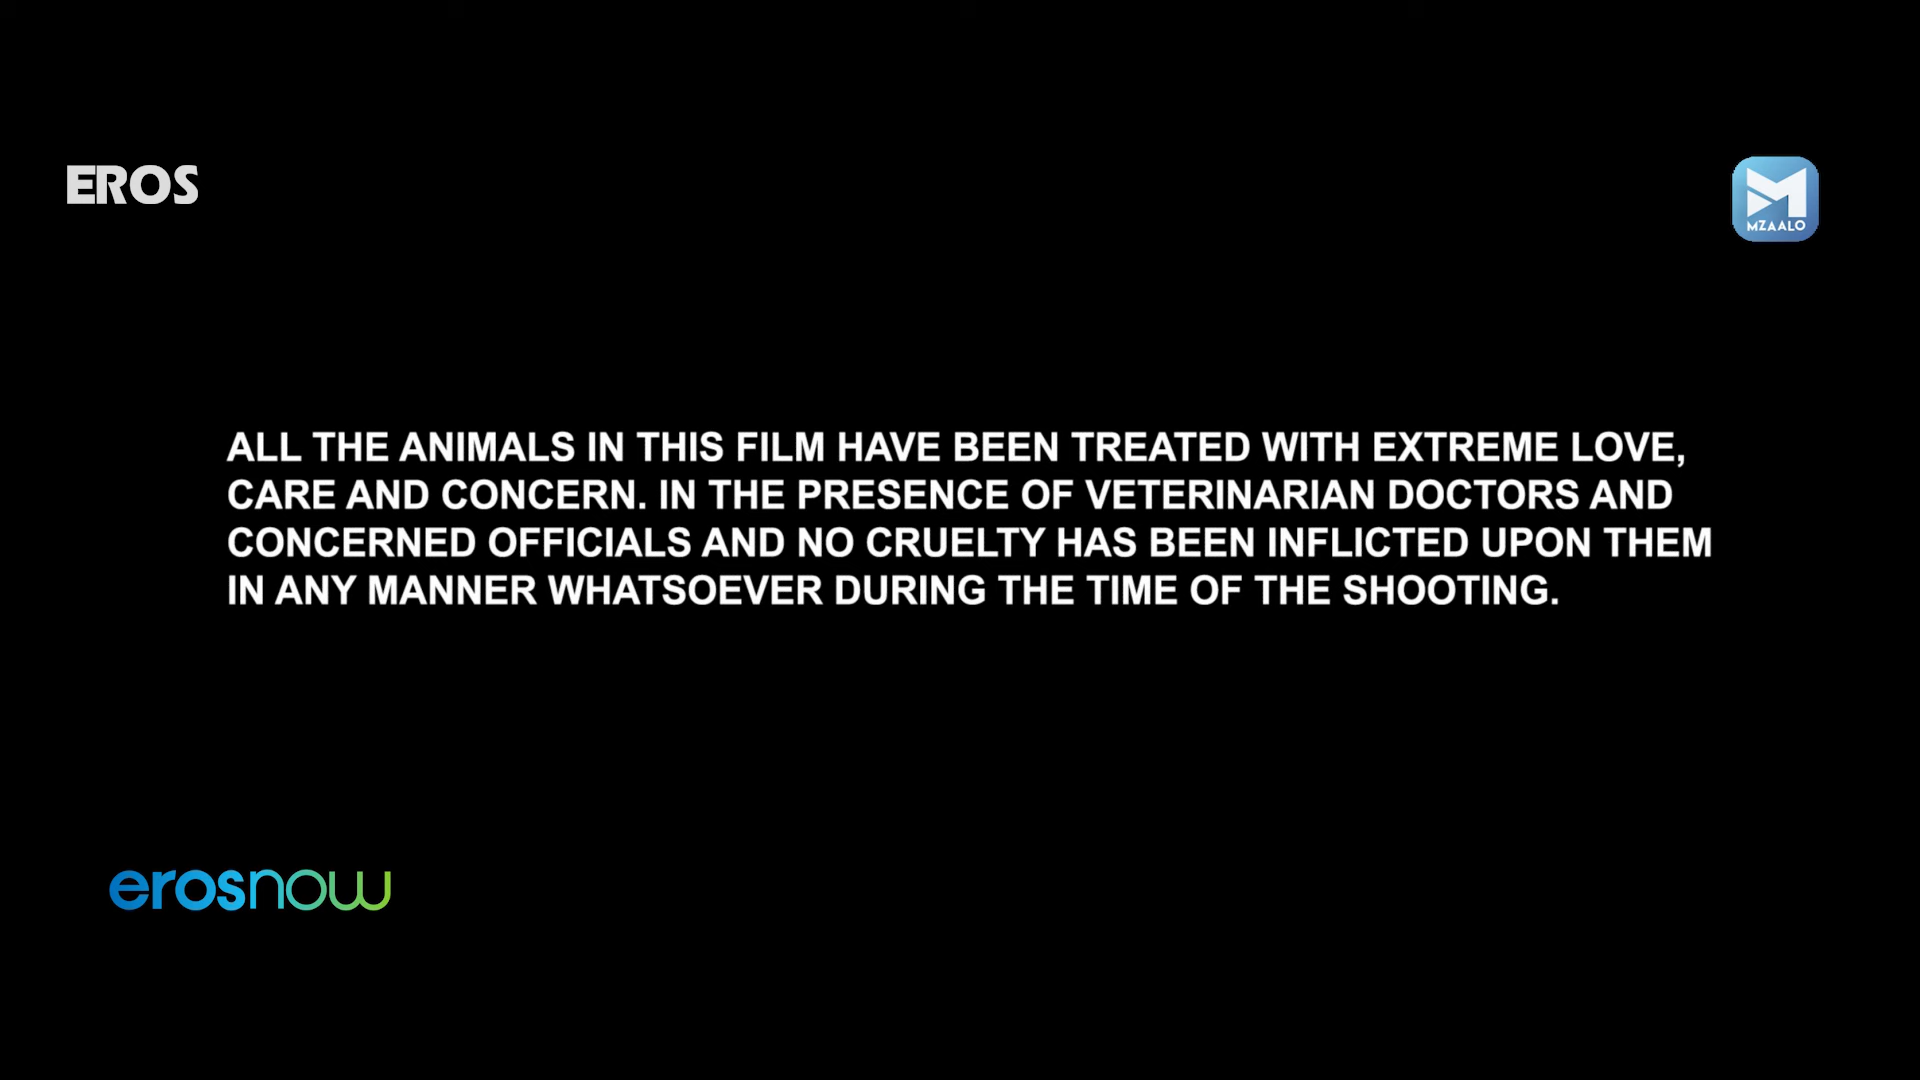 EROS
MZAALO
ALL THE ANIMALS IN THIS FILM HAVE BEEN TREATED WITH EXTREME LOVE,
CARE AND CONCERN. IN THE PRESENCE OF VETERINARIAN DOCTORS AND
CONCERNED OFFICIALS AND NO CRUELTY HAS BEEN INFLICTED UPON THEM
IN ANY MANNER WHATSOEVER DURING THE TIME OF THE SHOOTING.
erosnow